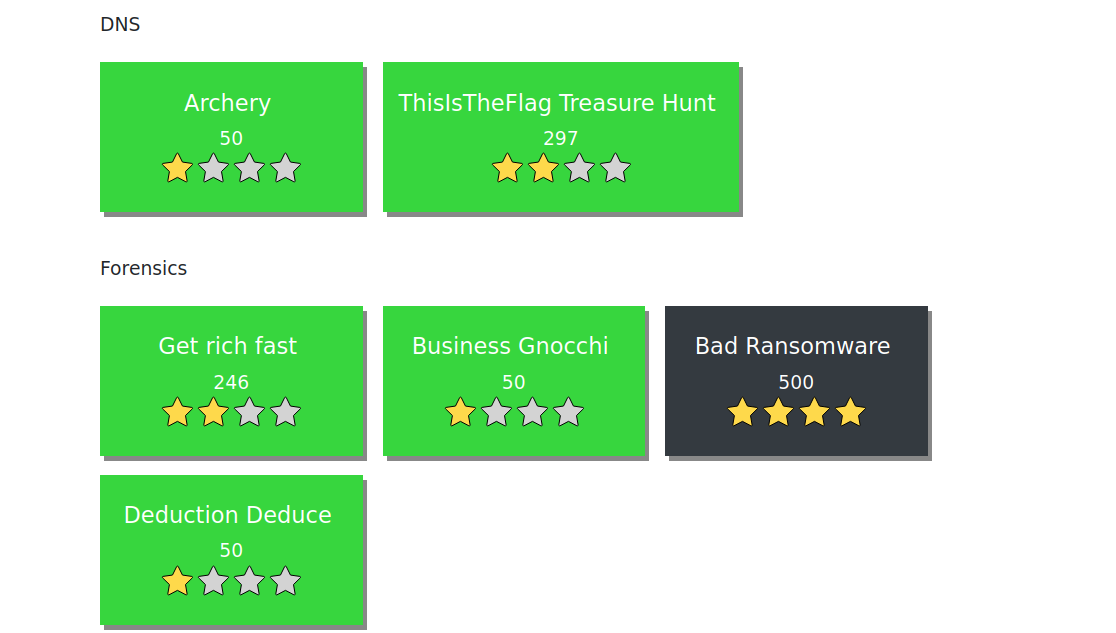 DNS
Archery
50
ThisIsTheFlag Treasure Hunt
297
Forensics
Get rich fast
246
Business Gnocchi
50
Bad Ransomware
500
Deduction Deduce
50